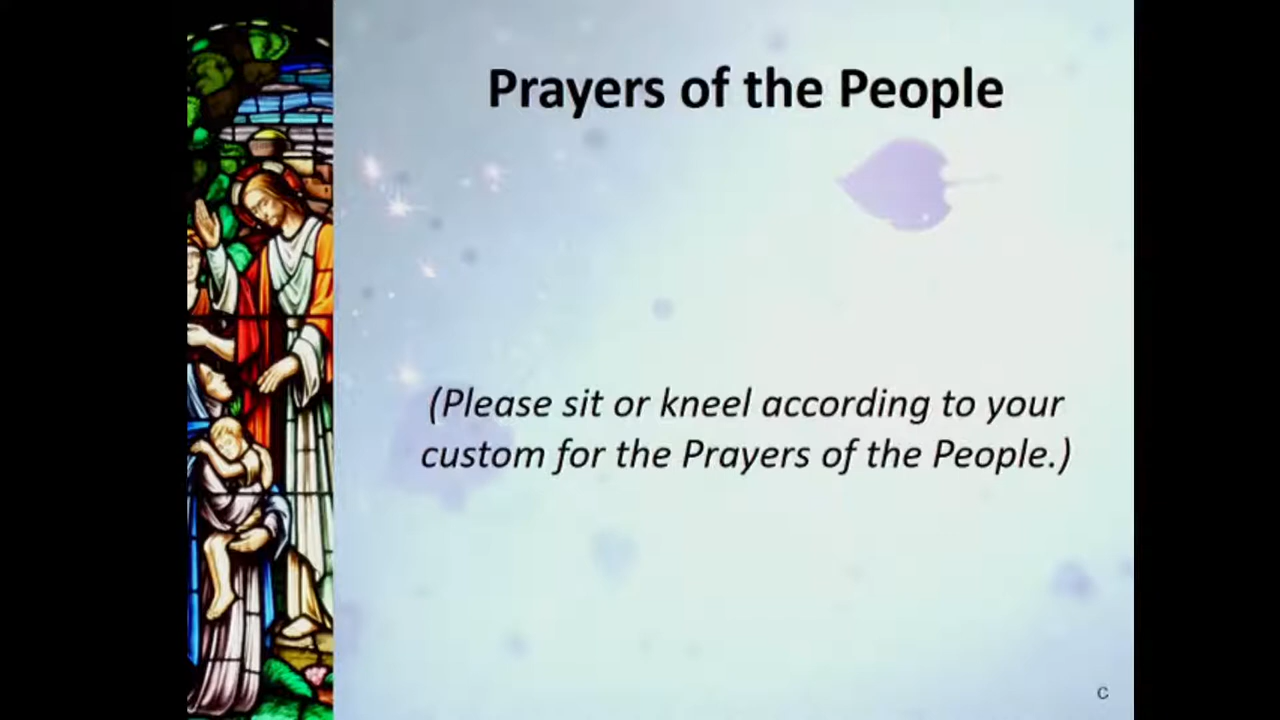 Prayers of the People
(Please sit or kneel according to your
custom for the Prayers of the People.)
C